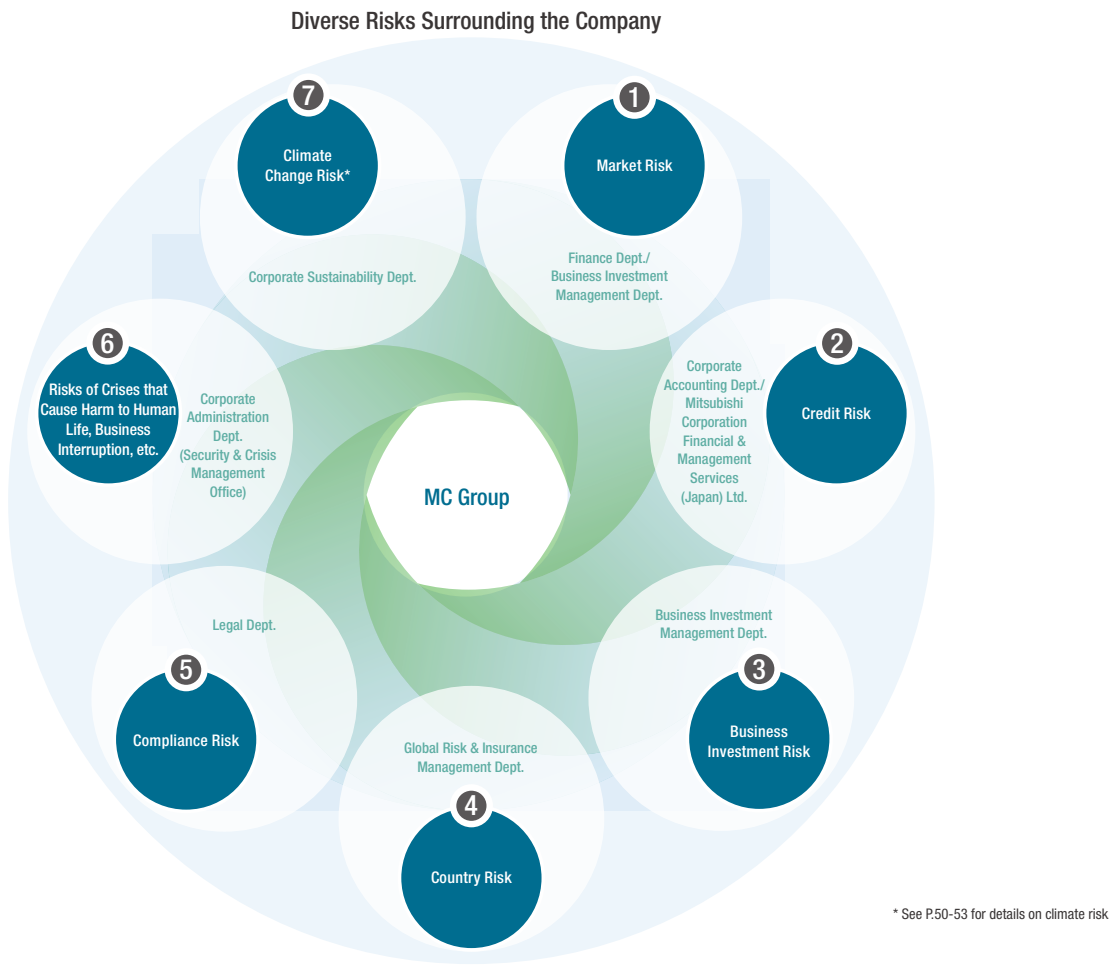 Diverse Risks Surrounding the Company
1
Market Risk
Finance Dept./
Business Investment
Management Dept.
2
Credit Risk
Corporate
Accounting Dept./
Mitsubishi
Corporation
Financial &
Management
Services
(Japan) Ltd.
3
Business
Investment Risk
Business Investment
Management Dept.
4
Country Risk
Global Risk & Insurance
Management Dept.
5
Compliance Risk
Legal Dept.
6
Risks of Crises that
Cause Harm to Human
Life, Business
Interruption, etc.
Corporate
Administration
Dept.
(Security & Crisis
Management
Office)
7
Climate
Change Risk*
Corporate Sustainability Dept.
MC Group
* See P.50-53 for details on climate risk